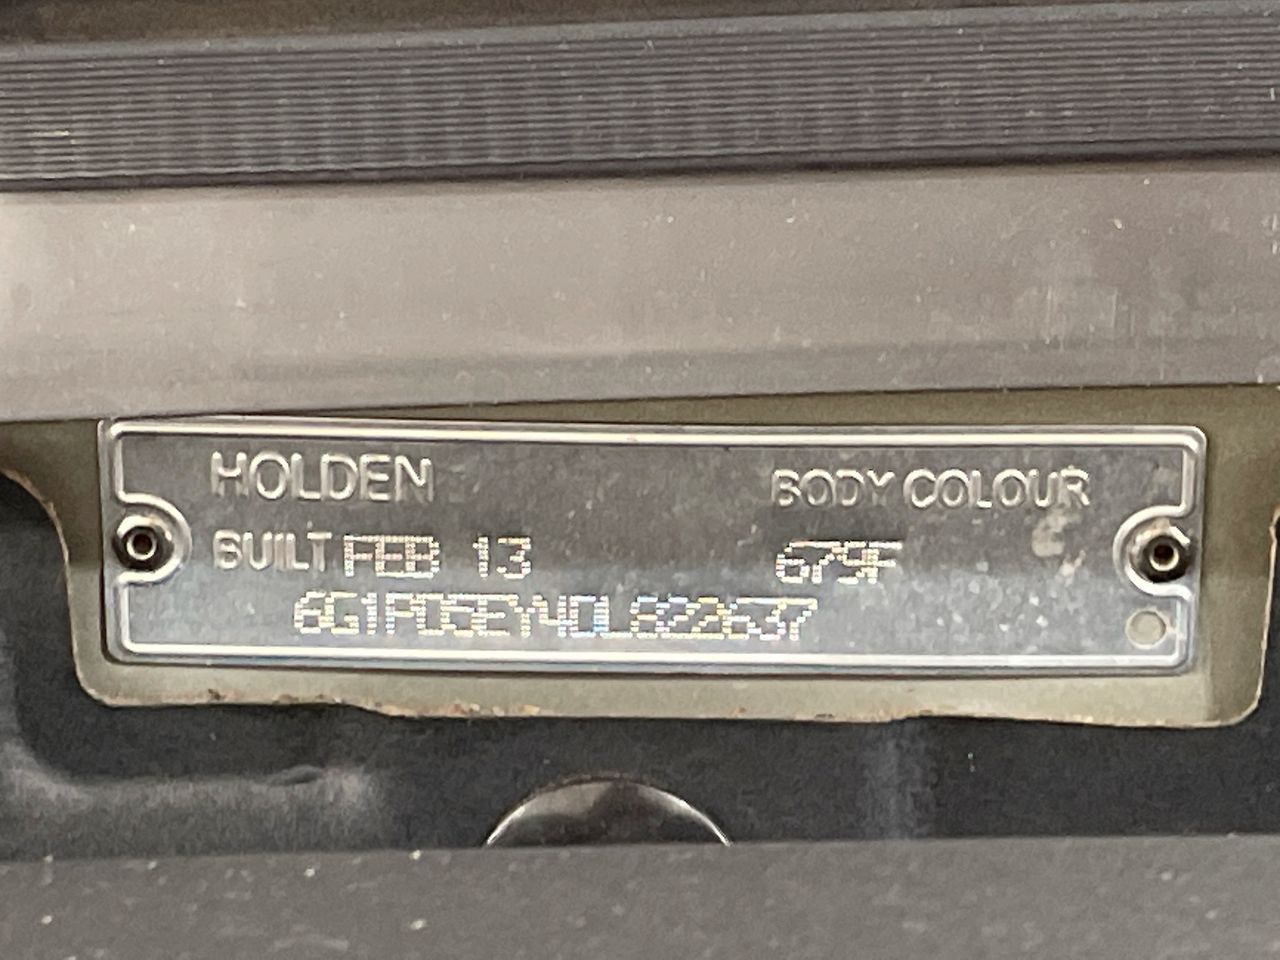 HOLDEN BODY COLOUR
BUILT FEB 13 679F
6G1PD5EY4DL822637